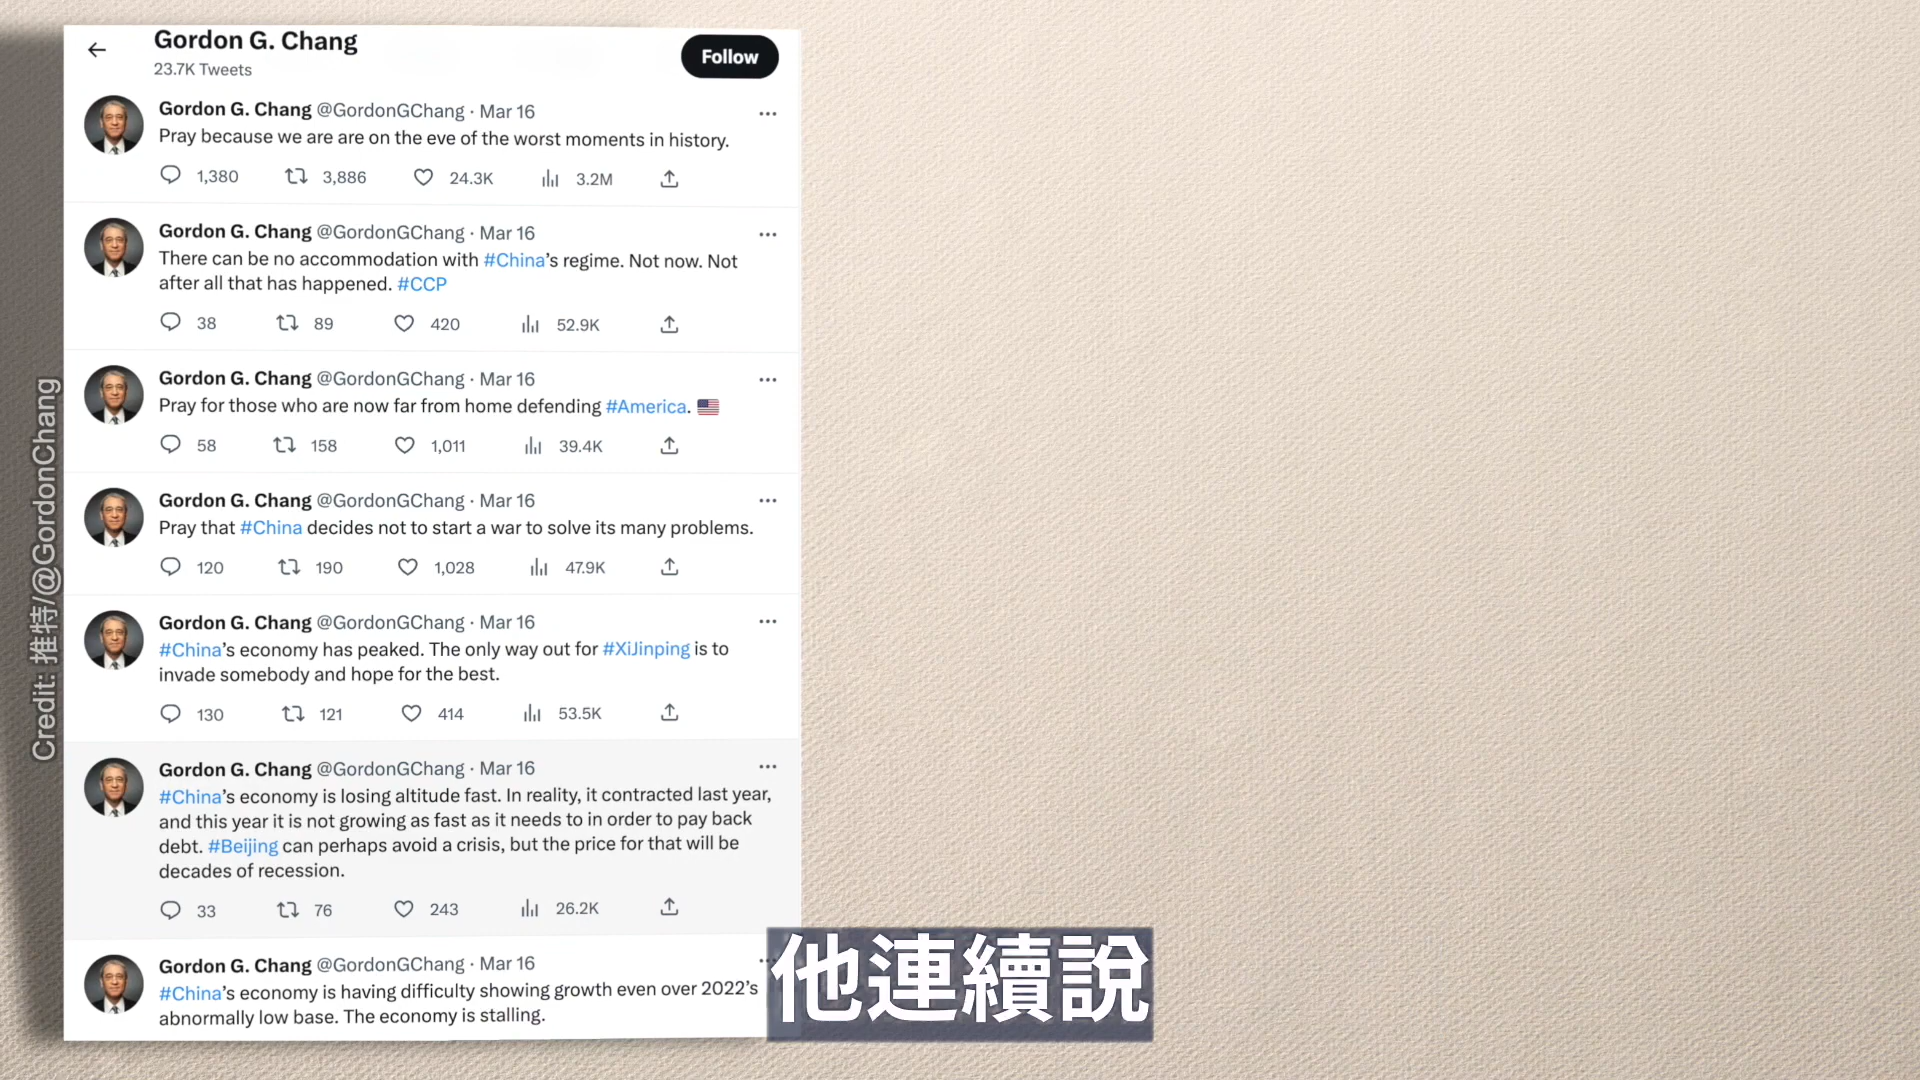 Gordon G. Chang
23.7K Tweets
Follow
Gordon G. Chang @GordonGChang · Mar 16
Pray because we are are on the eve of the worst moments in history.
1,380 3,886 24.3K 3.2M
Gordon G. Chang @GordonGChang · Mar 16
There can be no accommodation with #China's regime. Not now. Not
after all that has happened. #CCP
38 89 420 52.9K
Gordon G. Chang @GordonGChang · Mar 16
Pray for those who are now far from home defending #America. 🇺🇸
58 158 1,011 39.4K
Gordon G. Chang @GordonGChang · Mar 16
Pray that #China decides not to start a war to solve its many problems.
120 190 1,028 47.9K
Gordon G. Chang @GordonGChang · Mar 16
#China's economy has peaked. The only way out for #XiJinping is to
invade somebody and hope for the best.
130 121 414 53.5K
Gordon G. Chang @GordonGChang · Mar 16
#China's economy is losing altitude fast. In reality, it contracted last year,
and this year it is not growing as fast as it needs to in order to pay back
debt. #Beijing can perhaps avoid a crisis, but the price for that will be
decades of recession.
33 76 243 26.2K
Gordon G. Chang @GordonGChang · Mar 16
#China's economy is having difficulty showing growth even over 2022's
abnormally low base. The economy is stalling.
他連續說
Credit: 推特/@GordonChang